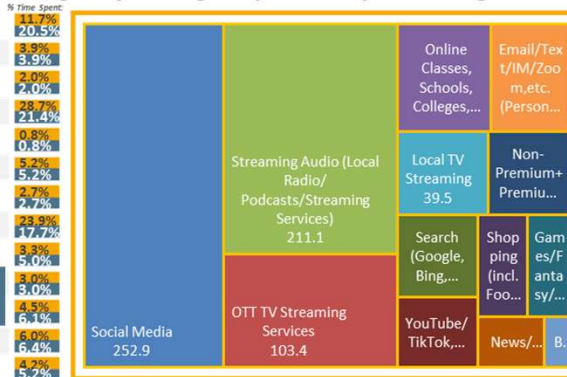 % Time Spent:
11.7%
20.5%
3.9%
3.9%
2.0%
2.0%
28.7%
21.4%
0.8%
0.8%
5.2%
5.2%
2.7%
2.7%
23.9%
17.7%
3.3%
5.0%
3.0%
3.0%
4.5%
6.1%
6.0%
6.4%
4.2%
5.2%
Social Media
252.9
Streaming Audio (Local
Radio/
Podcasts/Streaming
Services)
211.1
OTT TV Streaming
Services
103.4
Online
Classes,
Schools,
Colleges,...
Email/Tex
t/IM/Zoo
m,etc.
(Person...
Local TV
Streaming
39.5
Non-
Premium+
Premiu...
Search
(Google,
Bing,...
Shop
ping
(incl.
Foo...
Gam
es/F
anta
sy/...
YouTube/
TikTok,...
News/...
B.